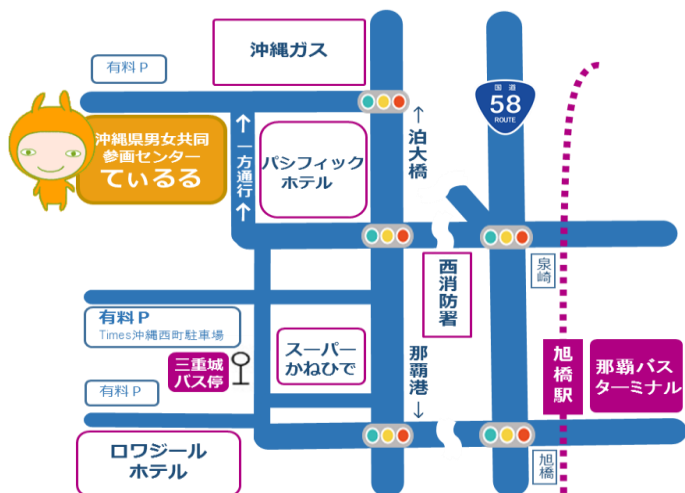 沖縄ガス
有料P
国道
58
ROUTE
沖縄県男女共同
参画センター
てぃるる
↑一方通行↑
パシフィック
ホテル
↑泊大橋
泉崎
西消防署
有料P
Times沖縄西町駐車場
スーパー
かねひで
三重城
バス停
那覇港↓
旭橋駅
那覇バス
ターミナル
有料P
ロワジール
ホテル
旭橋